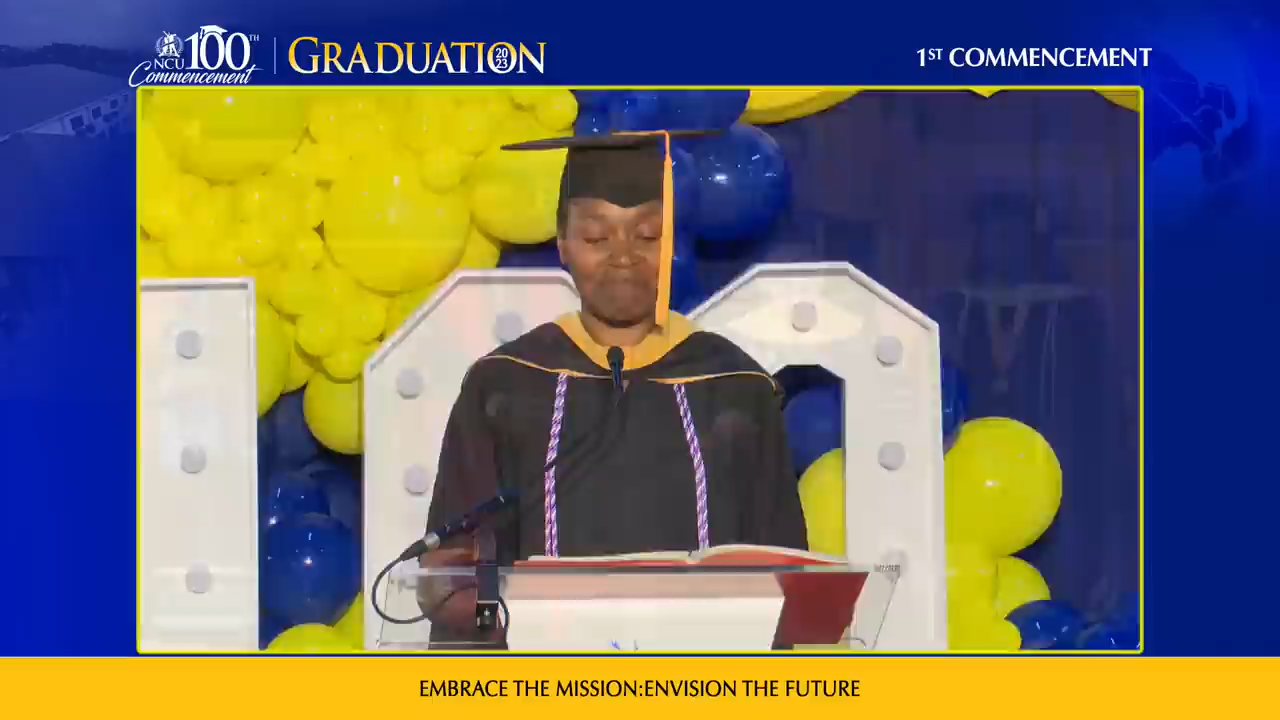 NCU 100TH
Commencement
GRADUATION
2023
1ST COMMENCEMENT
EMBRACE THE MISSION:ENVISION THE FUTURE